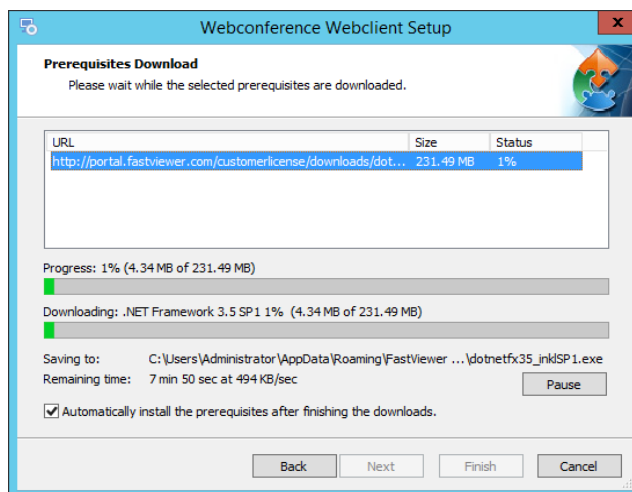 Webconference Webclient Setup
x
Prerequisites Download
Please wait while the selected prerequisites are downloaded.
URL Size Status
http://portal.fastviewer.com/customerlicense/downloads/dot... 231.49 MB 1%
Progress: 1% (4.34 MB of 231.49 MB)
Downloading: .NET Framework 3.5 SP1 1% (4.34 MB of 231.49 MB)
Saving to: C:\Users\Administrator\AppData\Roaming\FastViewer ...\dotnetfx35_inklSP1.exe
Remaining time: 7 min 50 sec at 494 KB/sec
Pause
Automatically install the prerequisites after finishing the downloads.
Back Next Finish Cancel